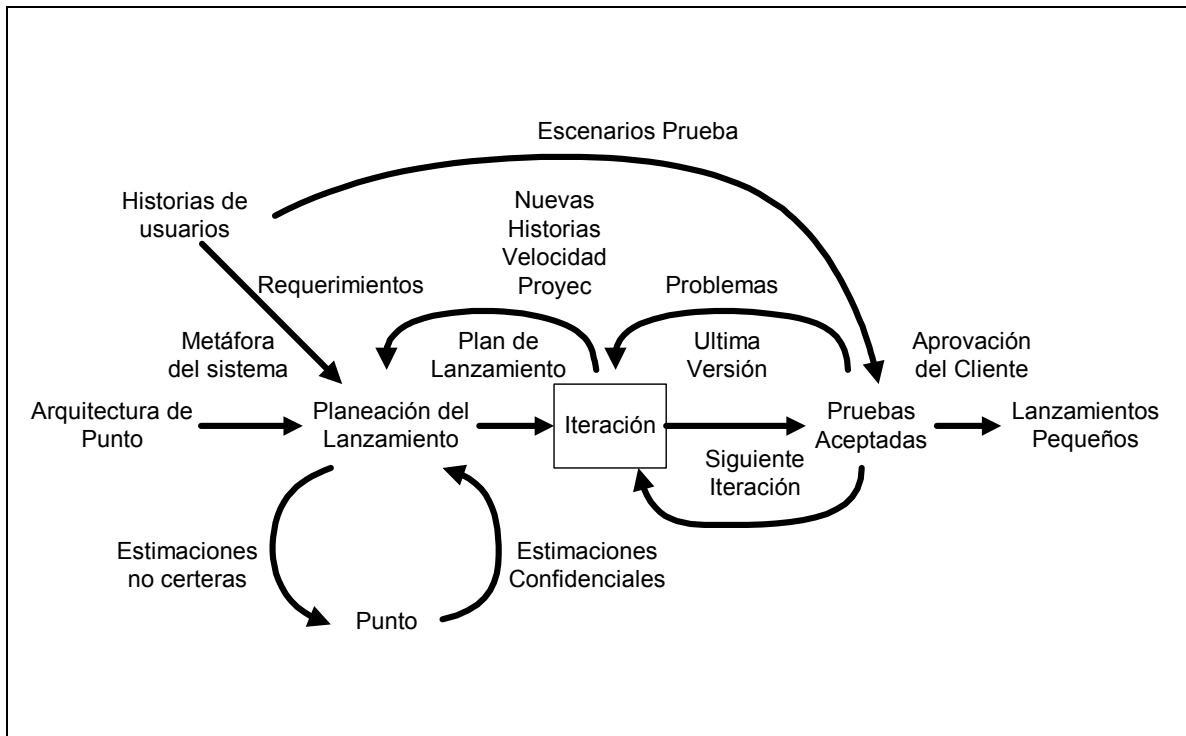 Escenarios Prueba
Historias de
usuarios
Nuevas
Historias
Velocidad
Proyec
Requerimientos
Problemas
Metáfora
del sistema
Plan de
Lanzamiento
Ultima
Versión
Aprovación
del Cliente
Arquitectura de
Punto
Planeación del
Lanzamiento
Iteración
Pruebas
Aceptadas
Lanzamientos
Pequeños
Siguiente
Iteración
Estimaciones
no certeras
Estimaciones
Confidenciales
Punto